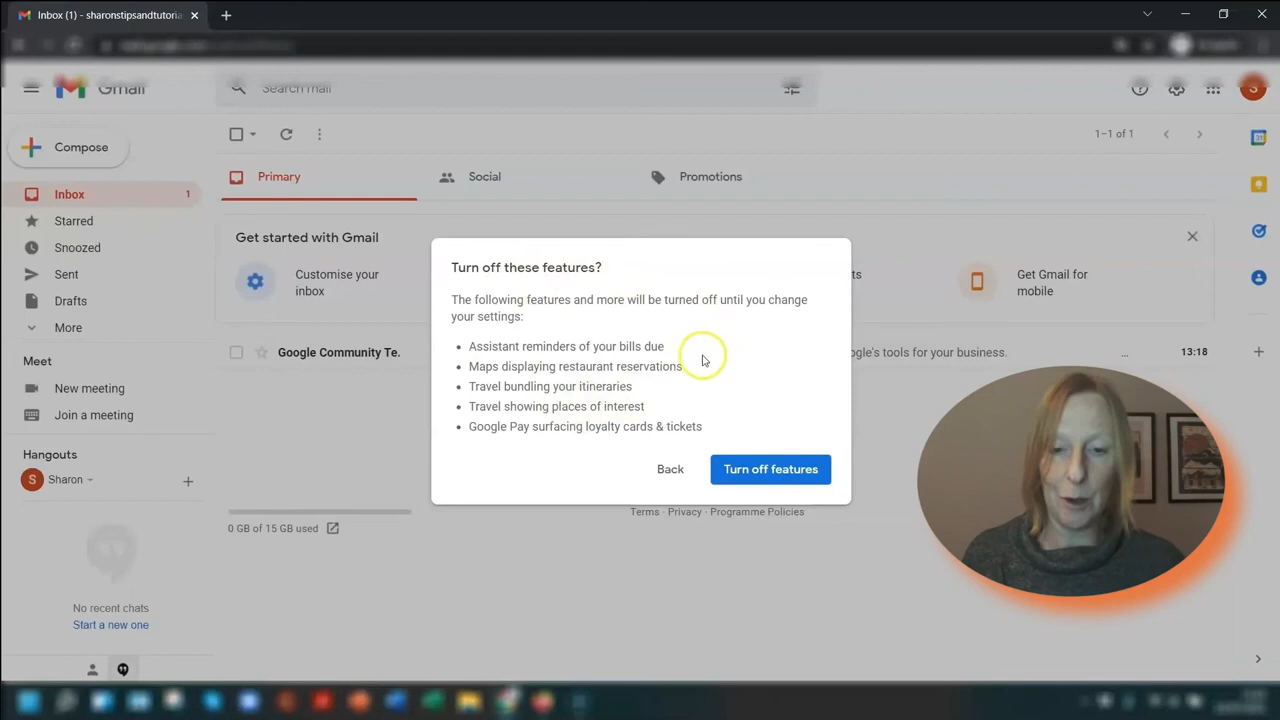 Inbox (1) - sharonstipsandtutoria
Gmail
Search mail
Compose
1–1 of 1
Inbox
1
Primary
Social
Promotions
Starred
Snoozed
Sent
Drafts
More
Get started with Gmail
Customise your
inbox
ts
Get Gmail for
mobile
Turn off these features?
The following features and more will be turned off until you change
your settings:
Assistant reminders of your bills due
Maps displaying restaurant reservations
Travel bundling your itineraries
Travel showing places of interest
Google Pay surfacing loyalty cards & tickets
Back
Turn off features
Google Community Te.
ogle's tools for your business.
...
13:18
Meet
New meeting
Join a meeting
Hangouts
S
Sharon
S
0 GB of 15 GB used
Terms · Privacy · Programme Policies
No recent chats
Start a new one